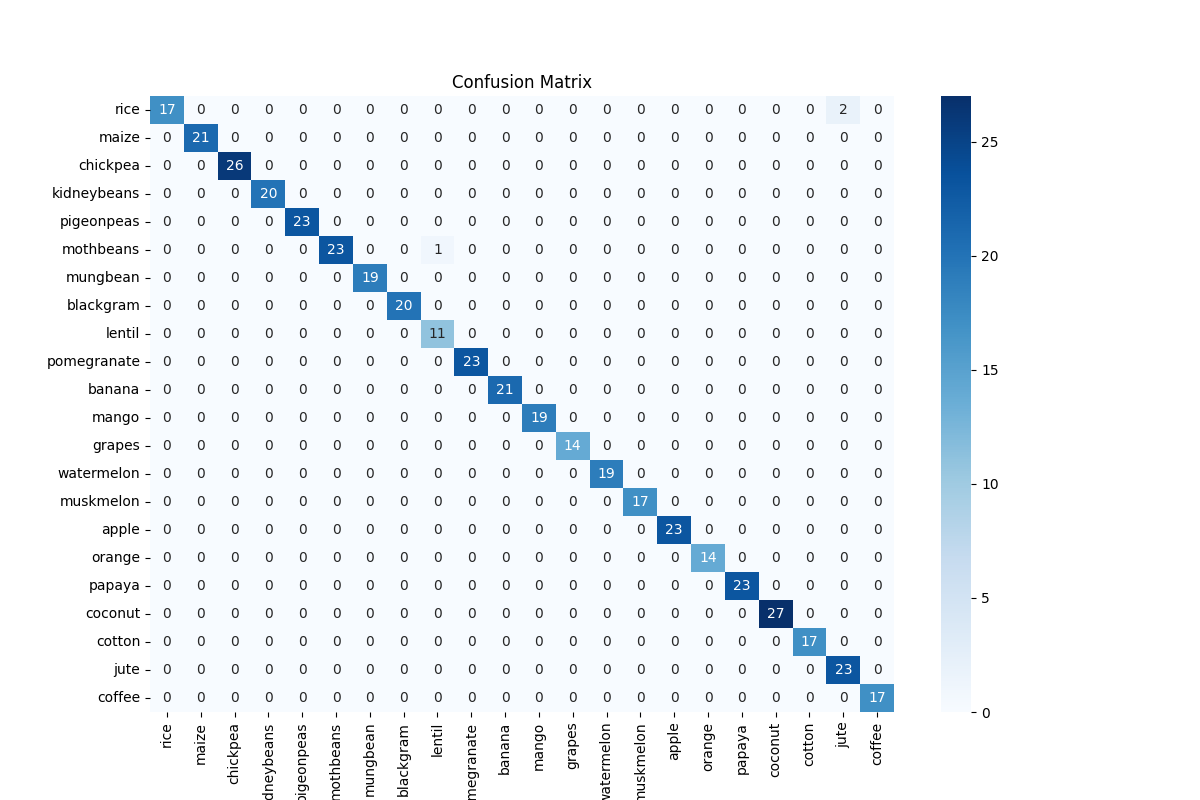 Confusion Matrix
rice 17 0 0 0 0 0 0 0 0 0 0 0 0 0 0 0 0 0 0 0 2 0
maize 0 21 0 0 0 0 0 0 0 0 0 0 0 0 0 0 0 0 0 0 0 0
chickpea 0 0 26 0 0 0 0 0 0 0 0 0 0 0 0 0 0 0 0 0 0 0
kidneybeans 0 0 0 20 0 0 0 0 0 0 0 0 0 0 0 0 0 0 0 0 0 0
pigeonpeas 0 0 0 0 23 0 0 0 0 0 0 0 0 0 0 0 0 0 0 0 0 0
mothbeans 0 0 0 0 0 23 0 0 1 0 0 0 0 0 0 0 0 0 0 0 0 0
mungbean 0 0 0 0 0 0 19 0 0 0 0 0 0 0 0 0 0 0 0 0 0 0
blackgram 0 0 0 0 0 0 0 20 0 0 0 0 0 0 0 0 0 0 0 0 0 0
lentil 0 0 0 0 0 0 0 0 11 0 0 0 0 0 0 0 0 0 0 0 0 0
pomegranate 0 0 0 0 0 0 0 0 0 23 0 0 0 0 0 0 0 0 0 0 0 0
banana 0 0 0 0 0 0 0 0 0 0 21 0 0 0 0 0 0 0 0 0 0 0
mango 0 0 0 0 0 0 0 0 0 0 0 19 0 0 0 0 0 0 0 0 0 0
grapes 0 0 0 0 0 0 0 0 0 0 0 0 14 0 0 0 0 0 0 0 0 0
watermelon 0 0 0 0 0 0 0 0 0 0 0 0 0 19 0 0 0 0 0 0 0 0
muskmelon 0 0 0 0 0 0 0 0 0 0 0 0 0 0 17 0 0 0 0 0 0 0
apple 0 0 0 0 0 0 0 0 0 0 0 0 0 0 0 23 0 0 0 0 0 0
orange 0 0 0 0 0 0 0 0 0 0 0 0 0 0 0 0 14 0 0 0 0 0
papaya 0 0 0 0 0 0 0 0 0 0 0 0 0 0 0 0 0 23 0 0 0 0
coconut 0 0 0 0 0 0 0 0 0 0 0 0 0 0 0 0 0 0 27 0 0 0
cotton 0 0 0 0 0 0 0 0 0 0 0 0 0 0 0 0 0 0 0 17 0 0
jute 0 0 0 0 0 0 0 0 0 0 0 0 0 0 0 0 0 0 0 0 23 0
coffee 0 0 0 0 0 0 0 0 0 0 0 0 0 0 0 0 0 0 0 0 0 17
rice maize chickpea dneybeans pigeonpeas mothbeans mungbean blackgram lentil megranate banana mango grapes watermelon muskmelon apple orange papaya coconut cotton jute coffee
25
20
15
10
5
0